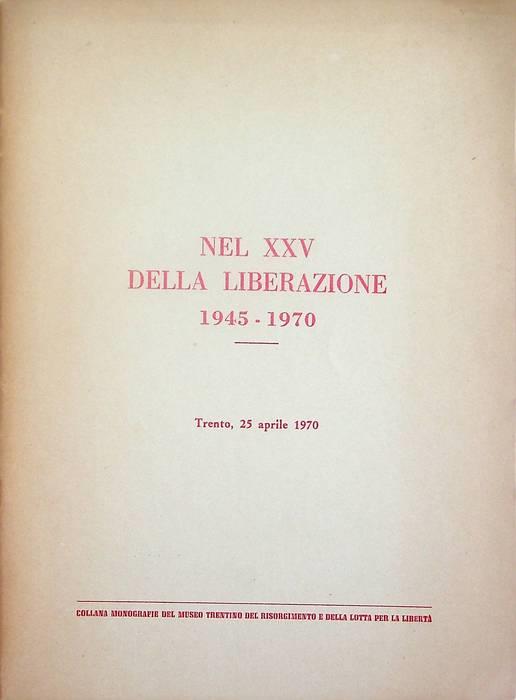 NEL XXV
DELLA LIBERAZIONE
1945 - 1970
Trento, 25 aprile 1970
COLLANA MONOGRAFIE DEL MUSEO TRENTINO DEL RISORGIMENTO E DELLA LOTTA PER LA LIBERTÀ